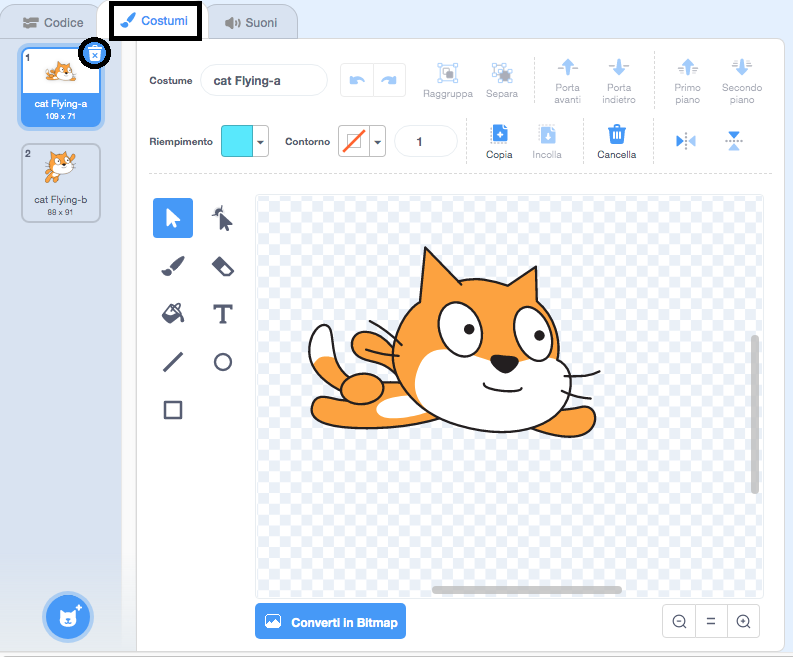 Codice
Costumi
Suoni
1
cat Flying-a
109 x 71
2
cat Flying-b
88 x 91
Costume
cat Flying-a
Raggruppa
Separa
Porta
avanti
Porta
indietro
Primo
piano
Secondo
piano
Riempimento
Contorno
1
Copia
Incolla
Cancella
T
Converti in Bitmap